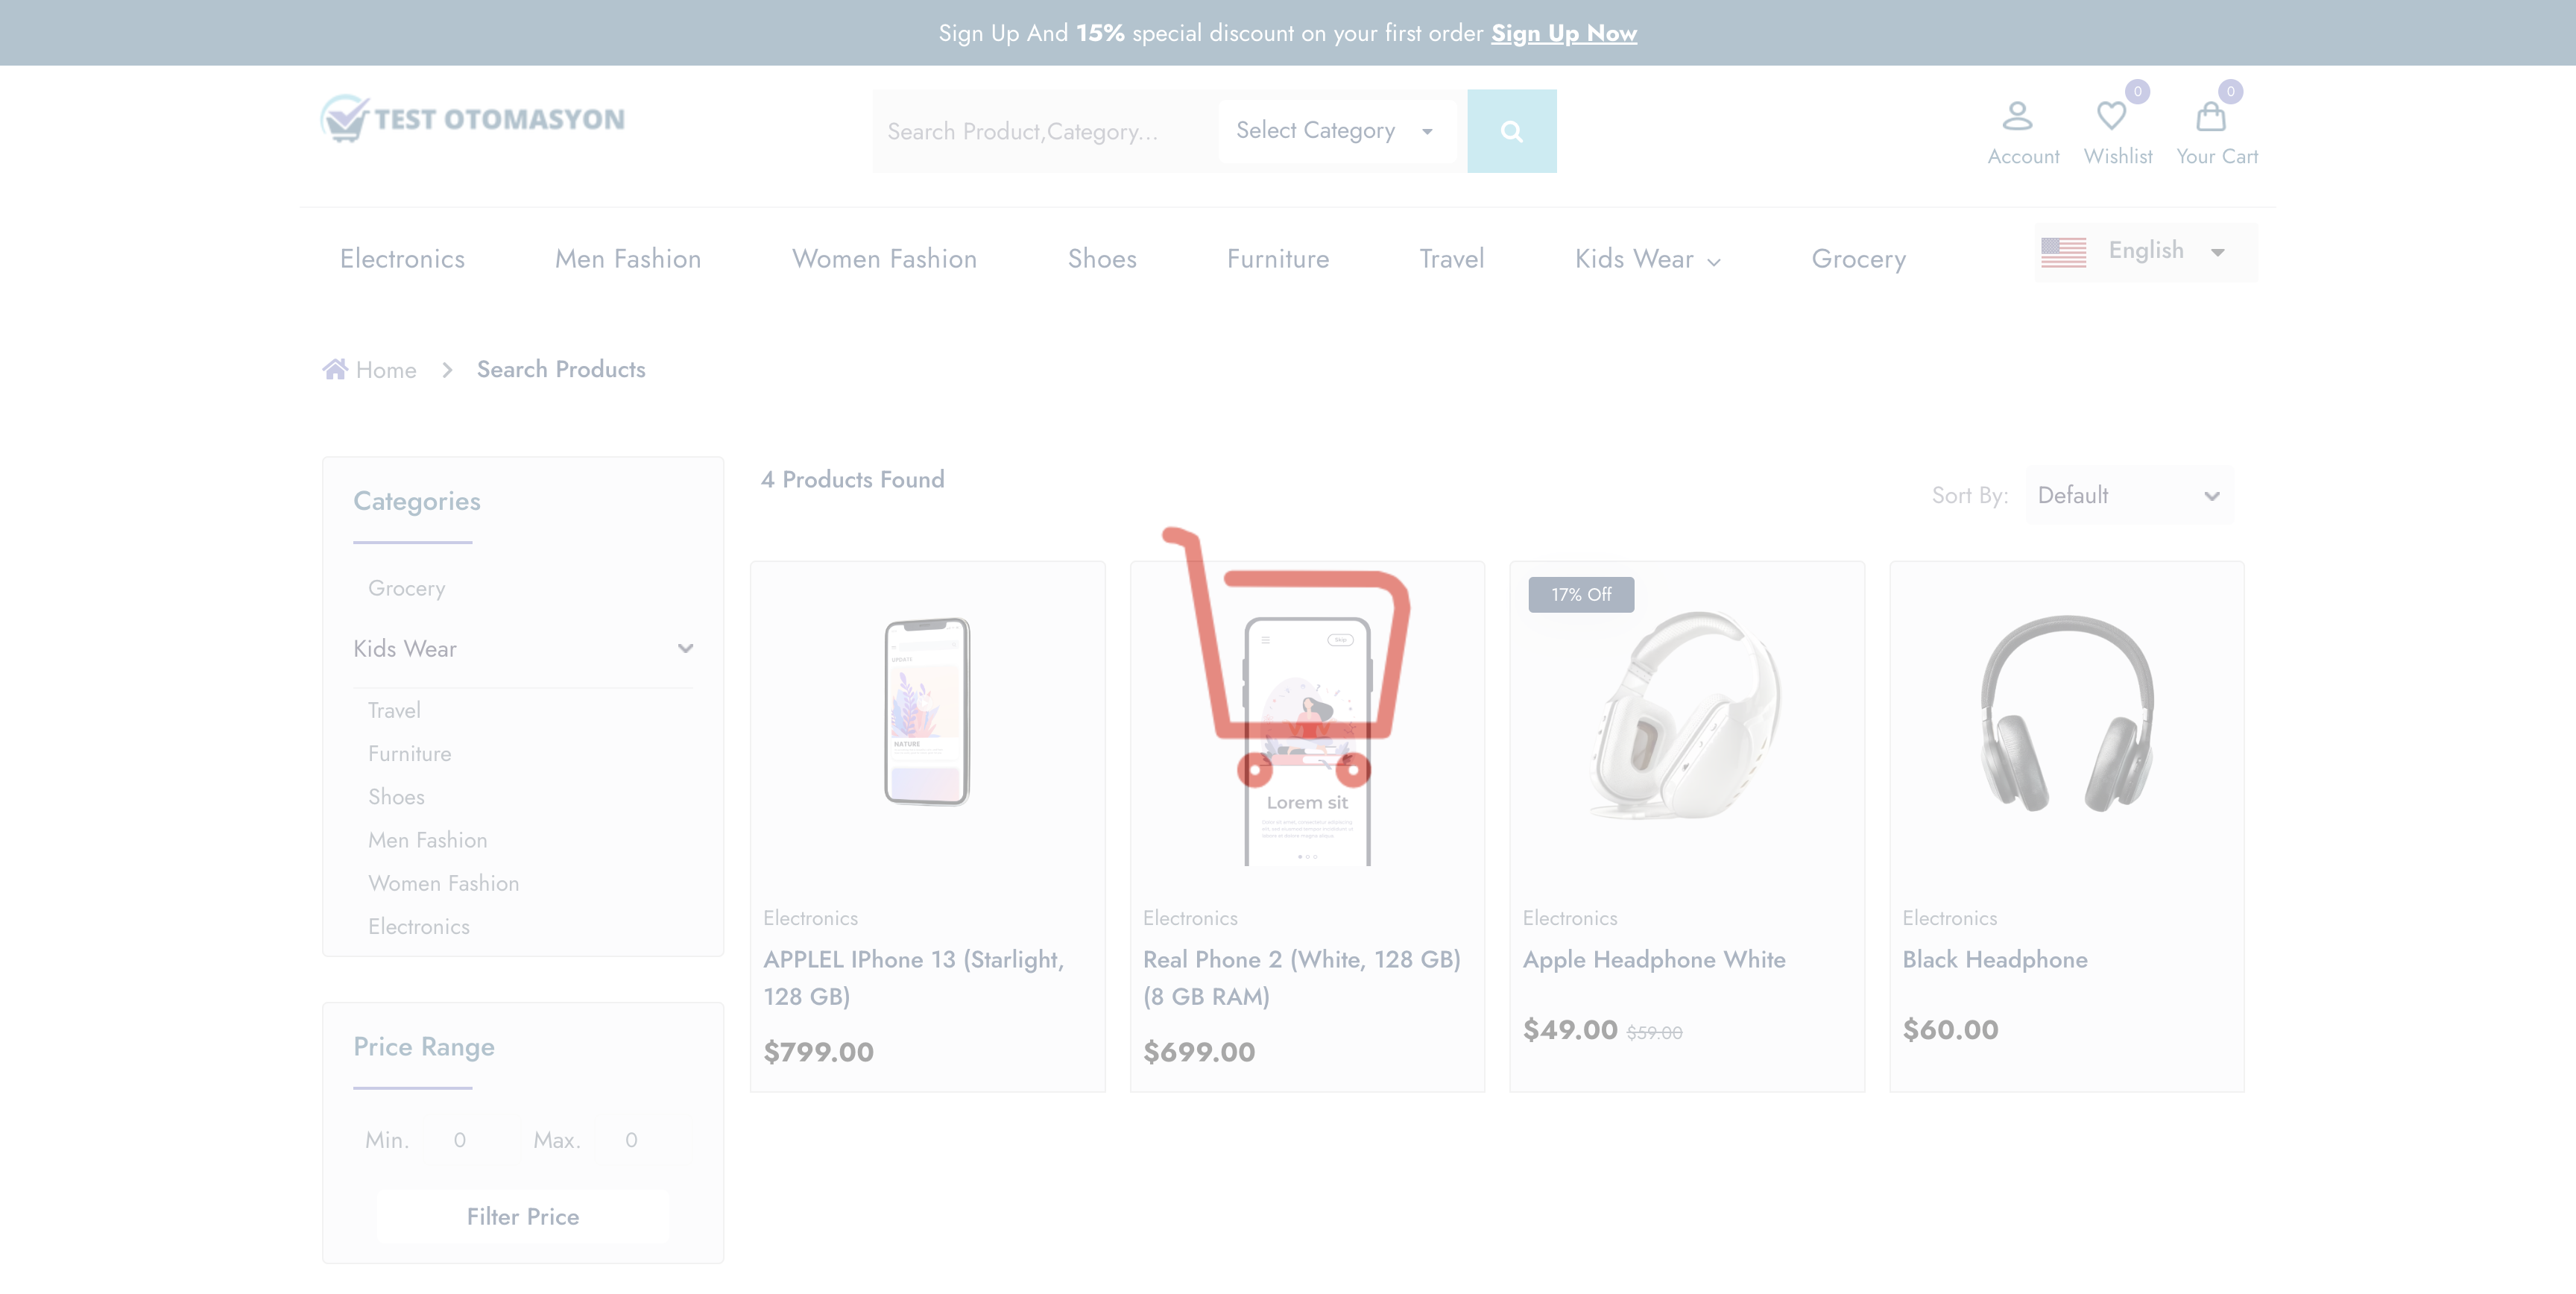 Sign Up And 15% special discount on your first order Sign Up Now
TEST OTOMASYON
Search Product,Category...
Select Category
0
0
Account
Wishlist
Your Cart
Electronics
Men Fashion
Women Fashion
Shoes
Furniture
Travel
Kids Wear
Grocery
English
Home
Search Products
Categories
Grocery
Kids Wear
Travel
Furniture
Shoes
Men Fashion
Women Fashion
Electronics
Price Range
Min. 0 Max. 0
Filter Price
4 Products Found
Sort By: Default
UPDATE
NATURE
Electronics
APPLEL IPhone 13 (Starlight,
128 GB)
$799.00
Skip
Lorem sit
Electronics
Real Phone 2 (White, 128 GB)
(8 GB RAM)
$699.00
17% Off
Electronics
Apple Headphone White
$49.00 $59.00
Electronics
Black Headphone
$60.00